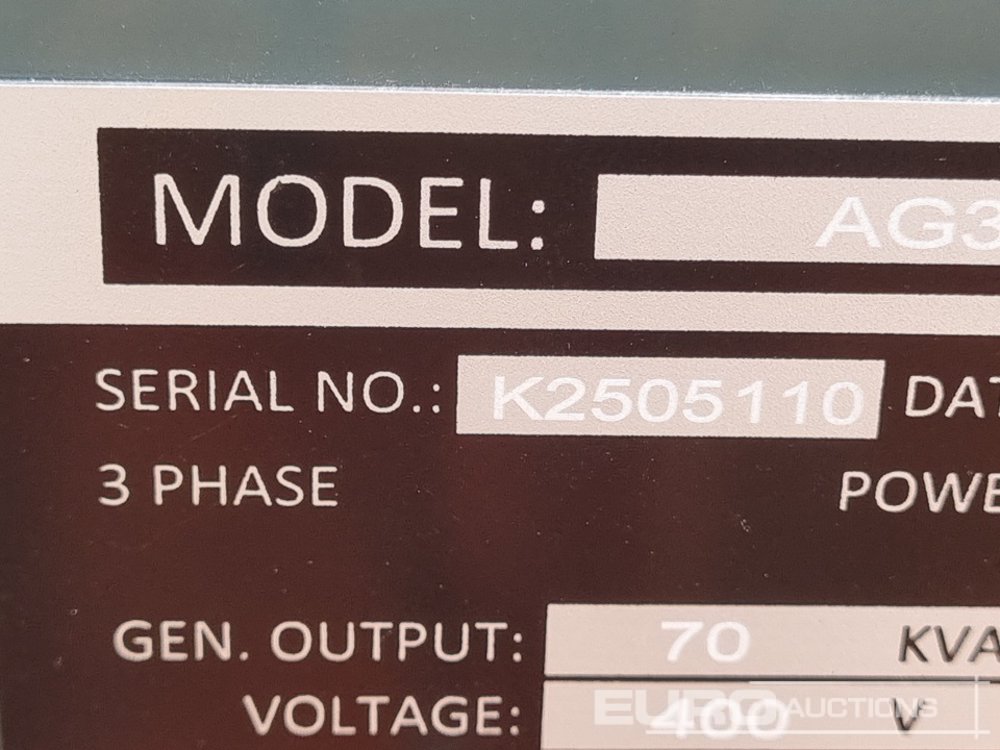 MODEL: AG3
SERIAL NO.: K2505110 DAT
3 PHASE POWE
GEN. OUTPUT: 70 KVA
VOLTAGE: 400 V
EURO AUCTIONS